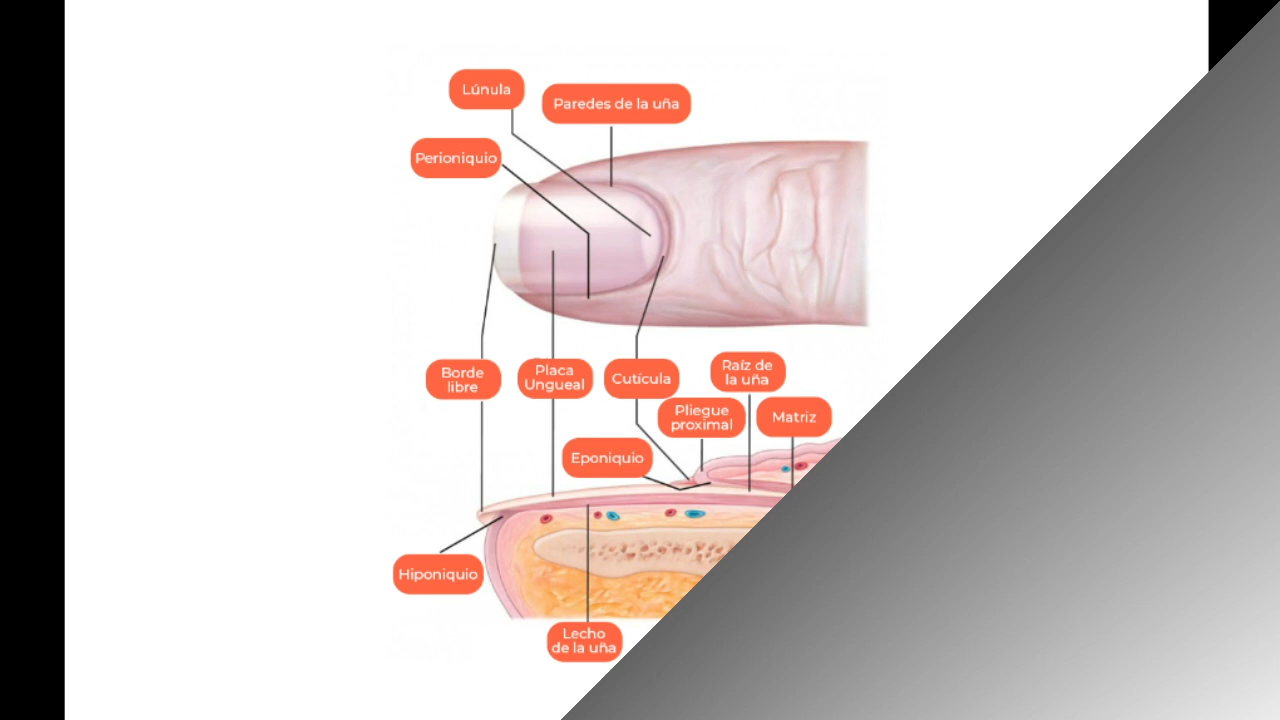 Lúnula
Paredes de la uña
Perioniquio
Borde
libre
Placa
Ungueal
Cutícula
Raíz de
la uña
Pliegue
proximal
Matriz
Eponiquio
Hiponiquio
Lecho
de la uña